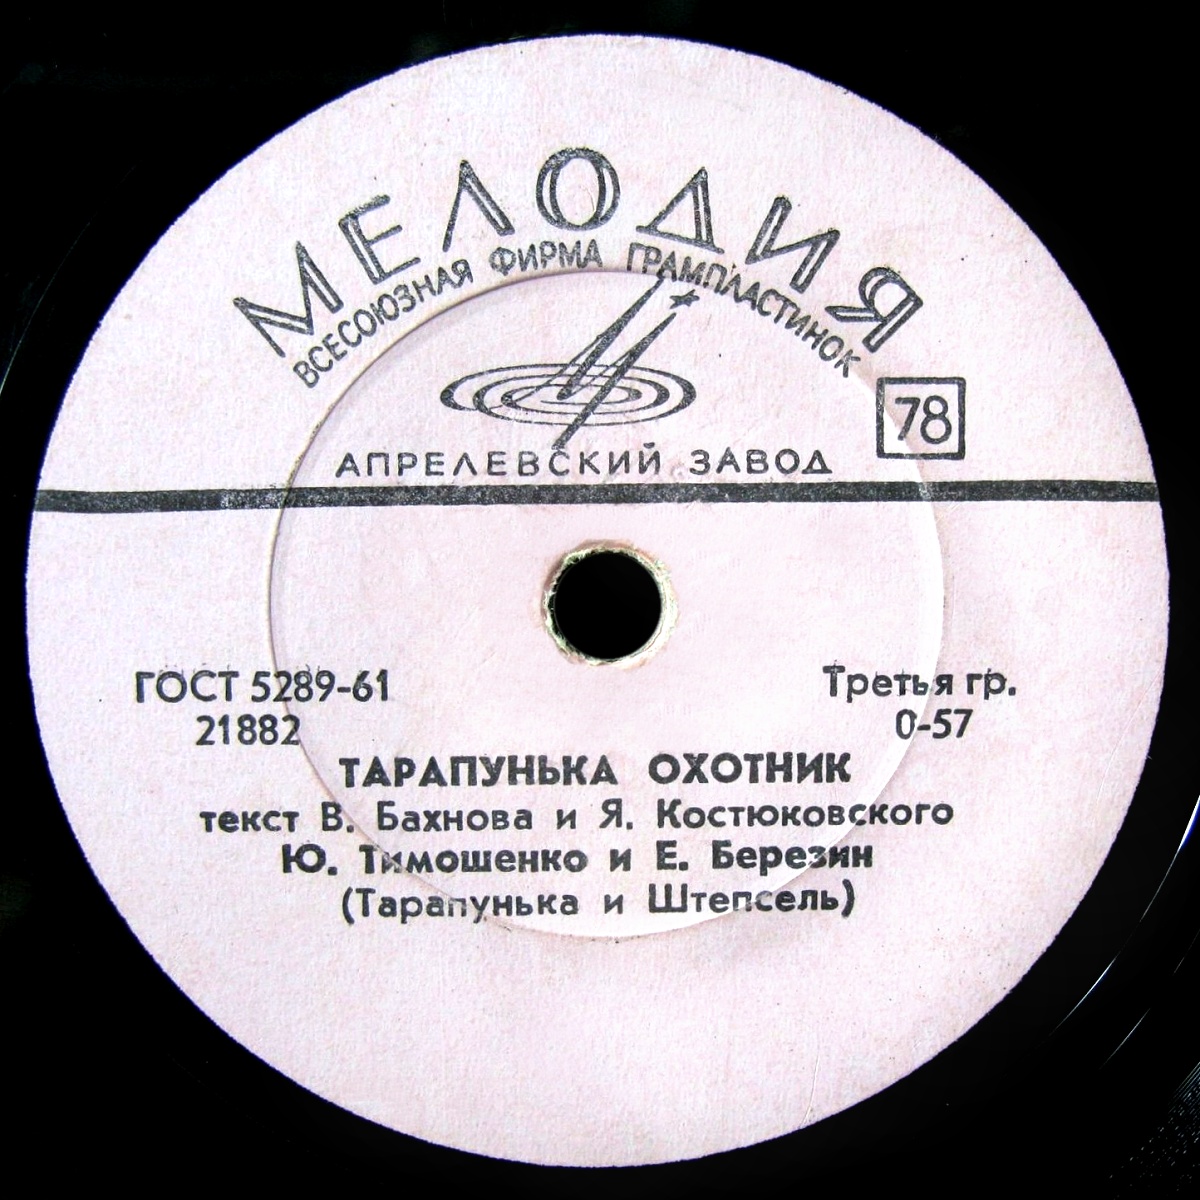 МЕЛОДИЯ
ВСЕСОЮЗНАЯ ФИРМА ГРАМПЛАСТИНОК
78
АПРЕЛЕВСКИЙ ЗАВОД
ГОСТ 5289-61
21882
Третья гр.
0-57
ТАРАПУНЬКА ОХОТНИК
текст В. Бахнова и Я. Костюковского
Ю. Тимошенко и Е. Березин
(Тарапунька и Штепсель)